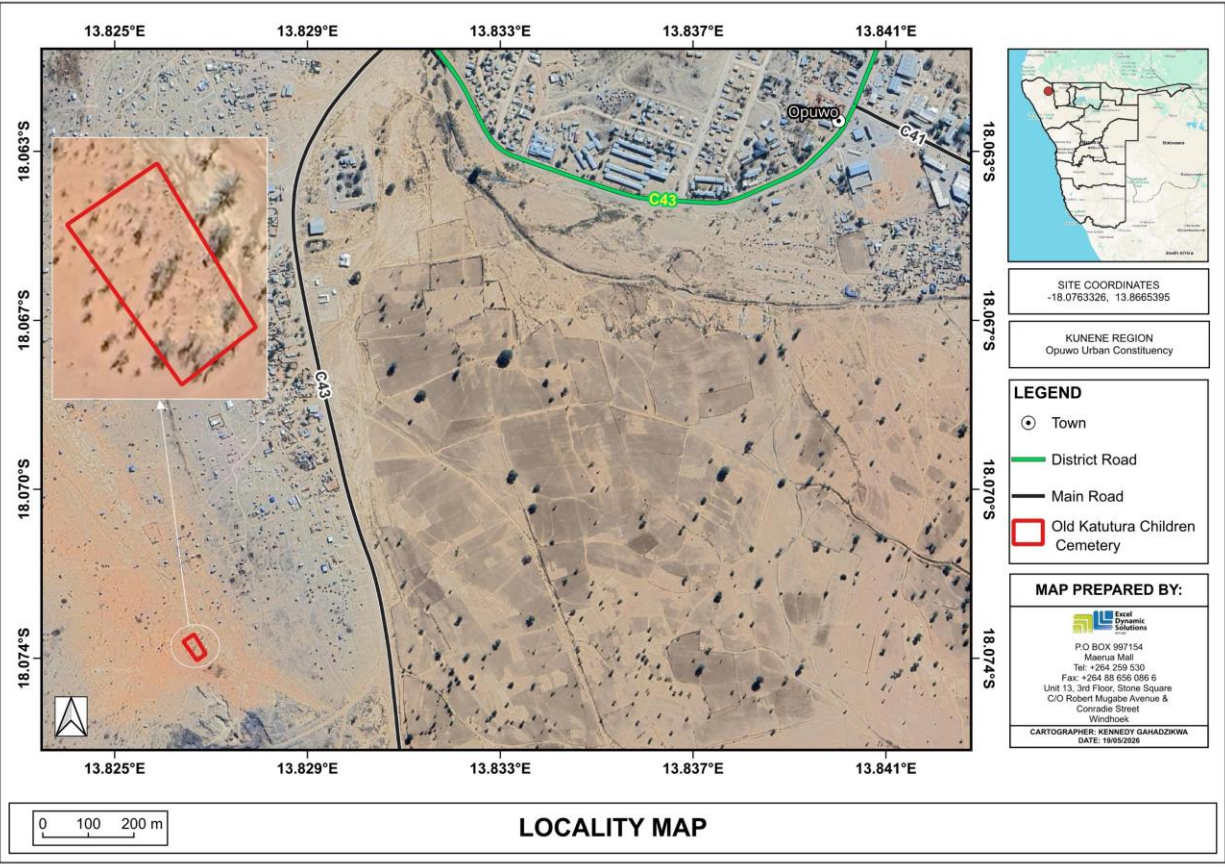 13.825°E 13.829°E 13.833°E 13.837°E 13.841°E
18.063°S
18.067°S
18.070°S
18.074°S
Opuwo
C41
C43
C43
18.063°S
18.067°S
18.070°S
18.074°S
13.825°E 13.829°E 13.833°E 13.837°E 13.841°E
Botswana
South Africa
SITE COORDINATES
-18.0763326, 13.8665395
KUNENE REGION
Opuwo Urban Constituency
LEGEND
Town
District Road
Main Road
Old Katutura Children
Cemetery
MAP PREPARED BY:
Excel
Dynamic
Solutions
P.O BOX 997154
Maerua Mall
Tel: +264 259 530
Fax: +264 88 656 086 6
Unit 13, 3rd Floor, Stone Square
C/O Robert Mugabe Avenue &
Conradie Street
Windhoek
CARTOGRAPHER: KENNEDY GAHADZIKWA
DATE: 19/05/2026
0 100 200 m
LOCALITY MAP